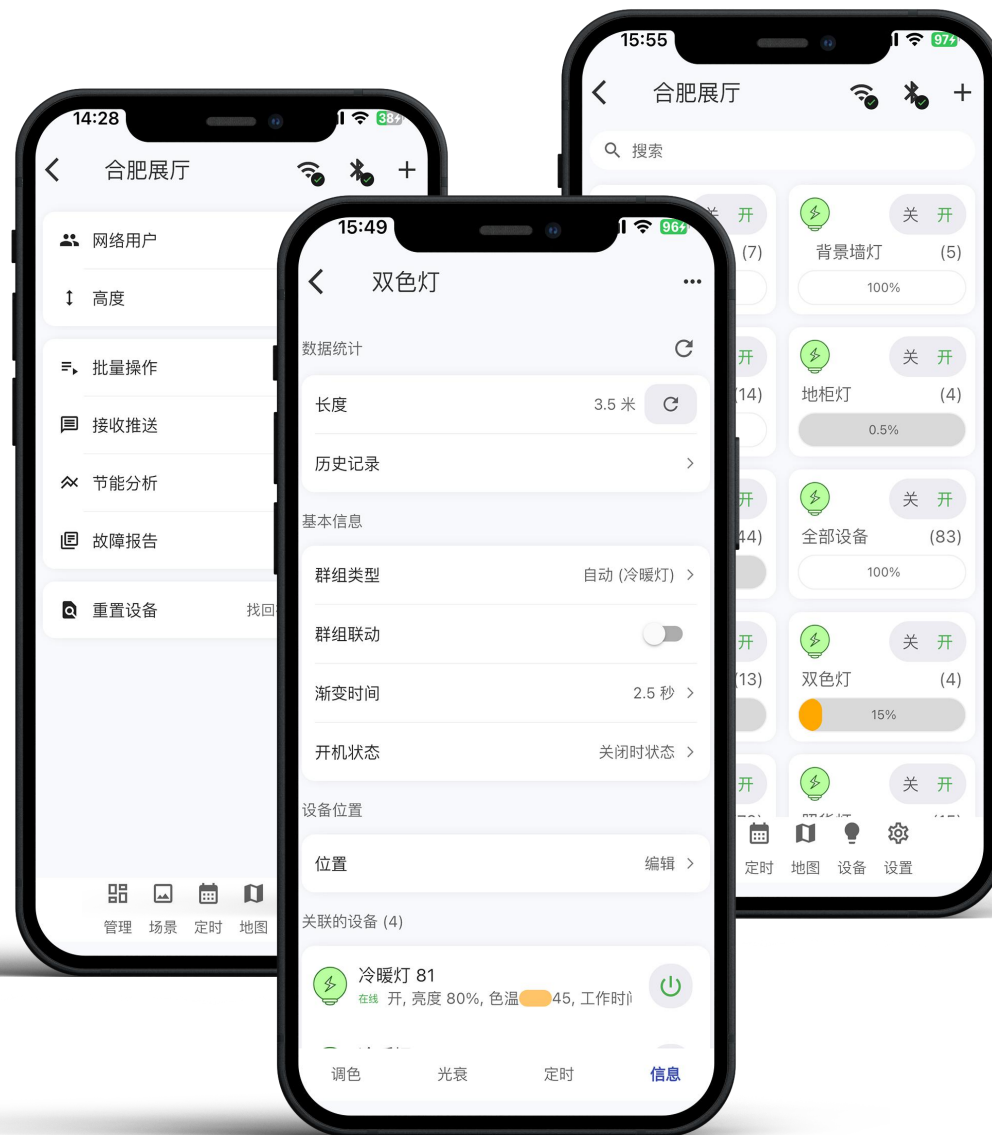 14:28
38
合肥展厅
网络用户
高度
批量操作
接收推送
节能分析
故障报告
重置设备
找回
管理 场景 定时 地图
15:49
96
双色灯
数据统计
长度 3.5 米
历史记录
基本信息
群组类型 自动 (冷暖灯)
群组联动
渐变时间 2.5 秒
开机状态 关闭时状态
设备位置
位置 编辑
关联的设备 (4)
冷暖灯 81
在线 开, 亮度 80%, 色温 45, 工作时间
调色 光衰 定时 信息
15:55
97
合肥展厅
搜索
关 开
(7)
关 开
背景墙灯 (5)
100%
开
(14)
关 开
地柜灯 (4)
0.5%
开
44)
关 开
全部设备 (83)
100%
开
(13)
关 开
双色灯 (4)
15%
开
关 开
定时 地图 设备 设置